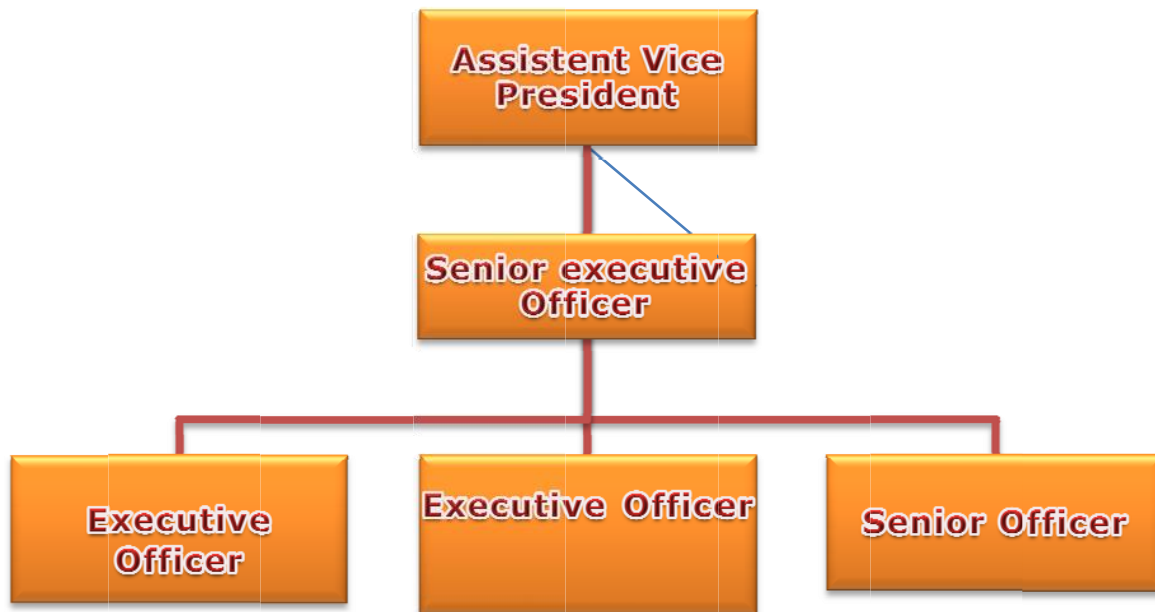 Assistent Vice
President
Senior executive
Officer
Executive
Officer
Executive Officer
Senior Officer